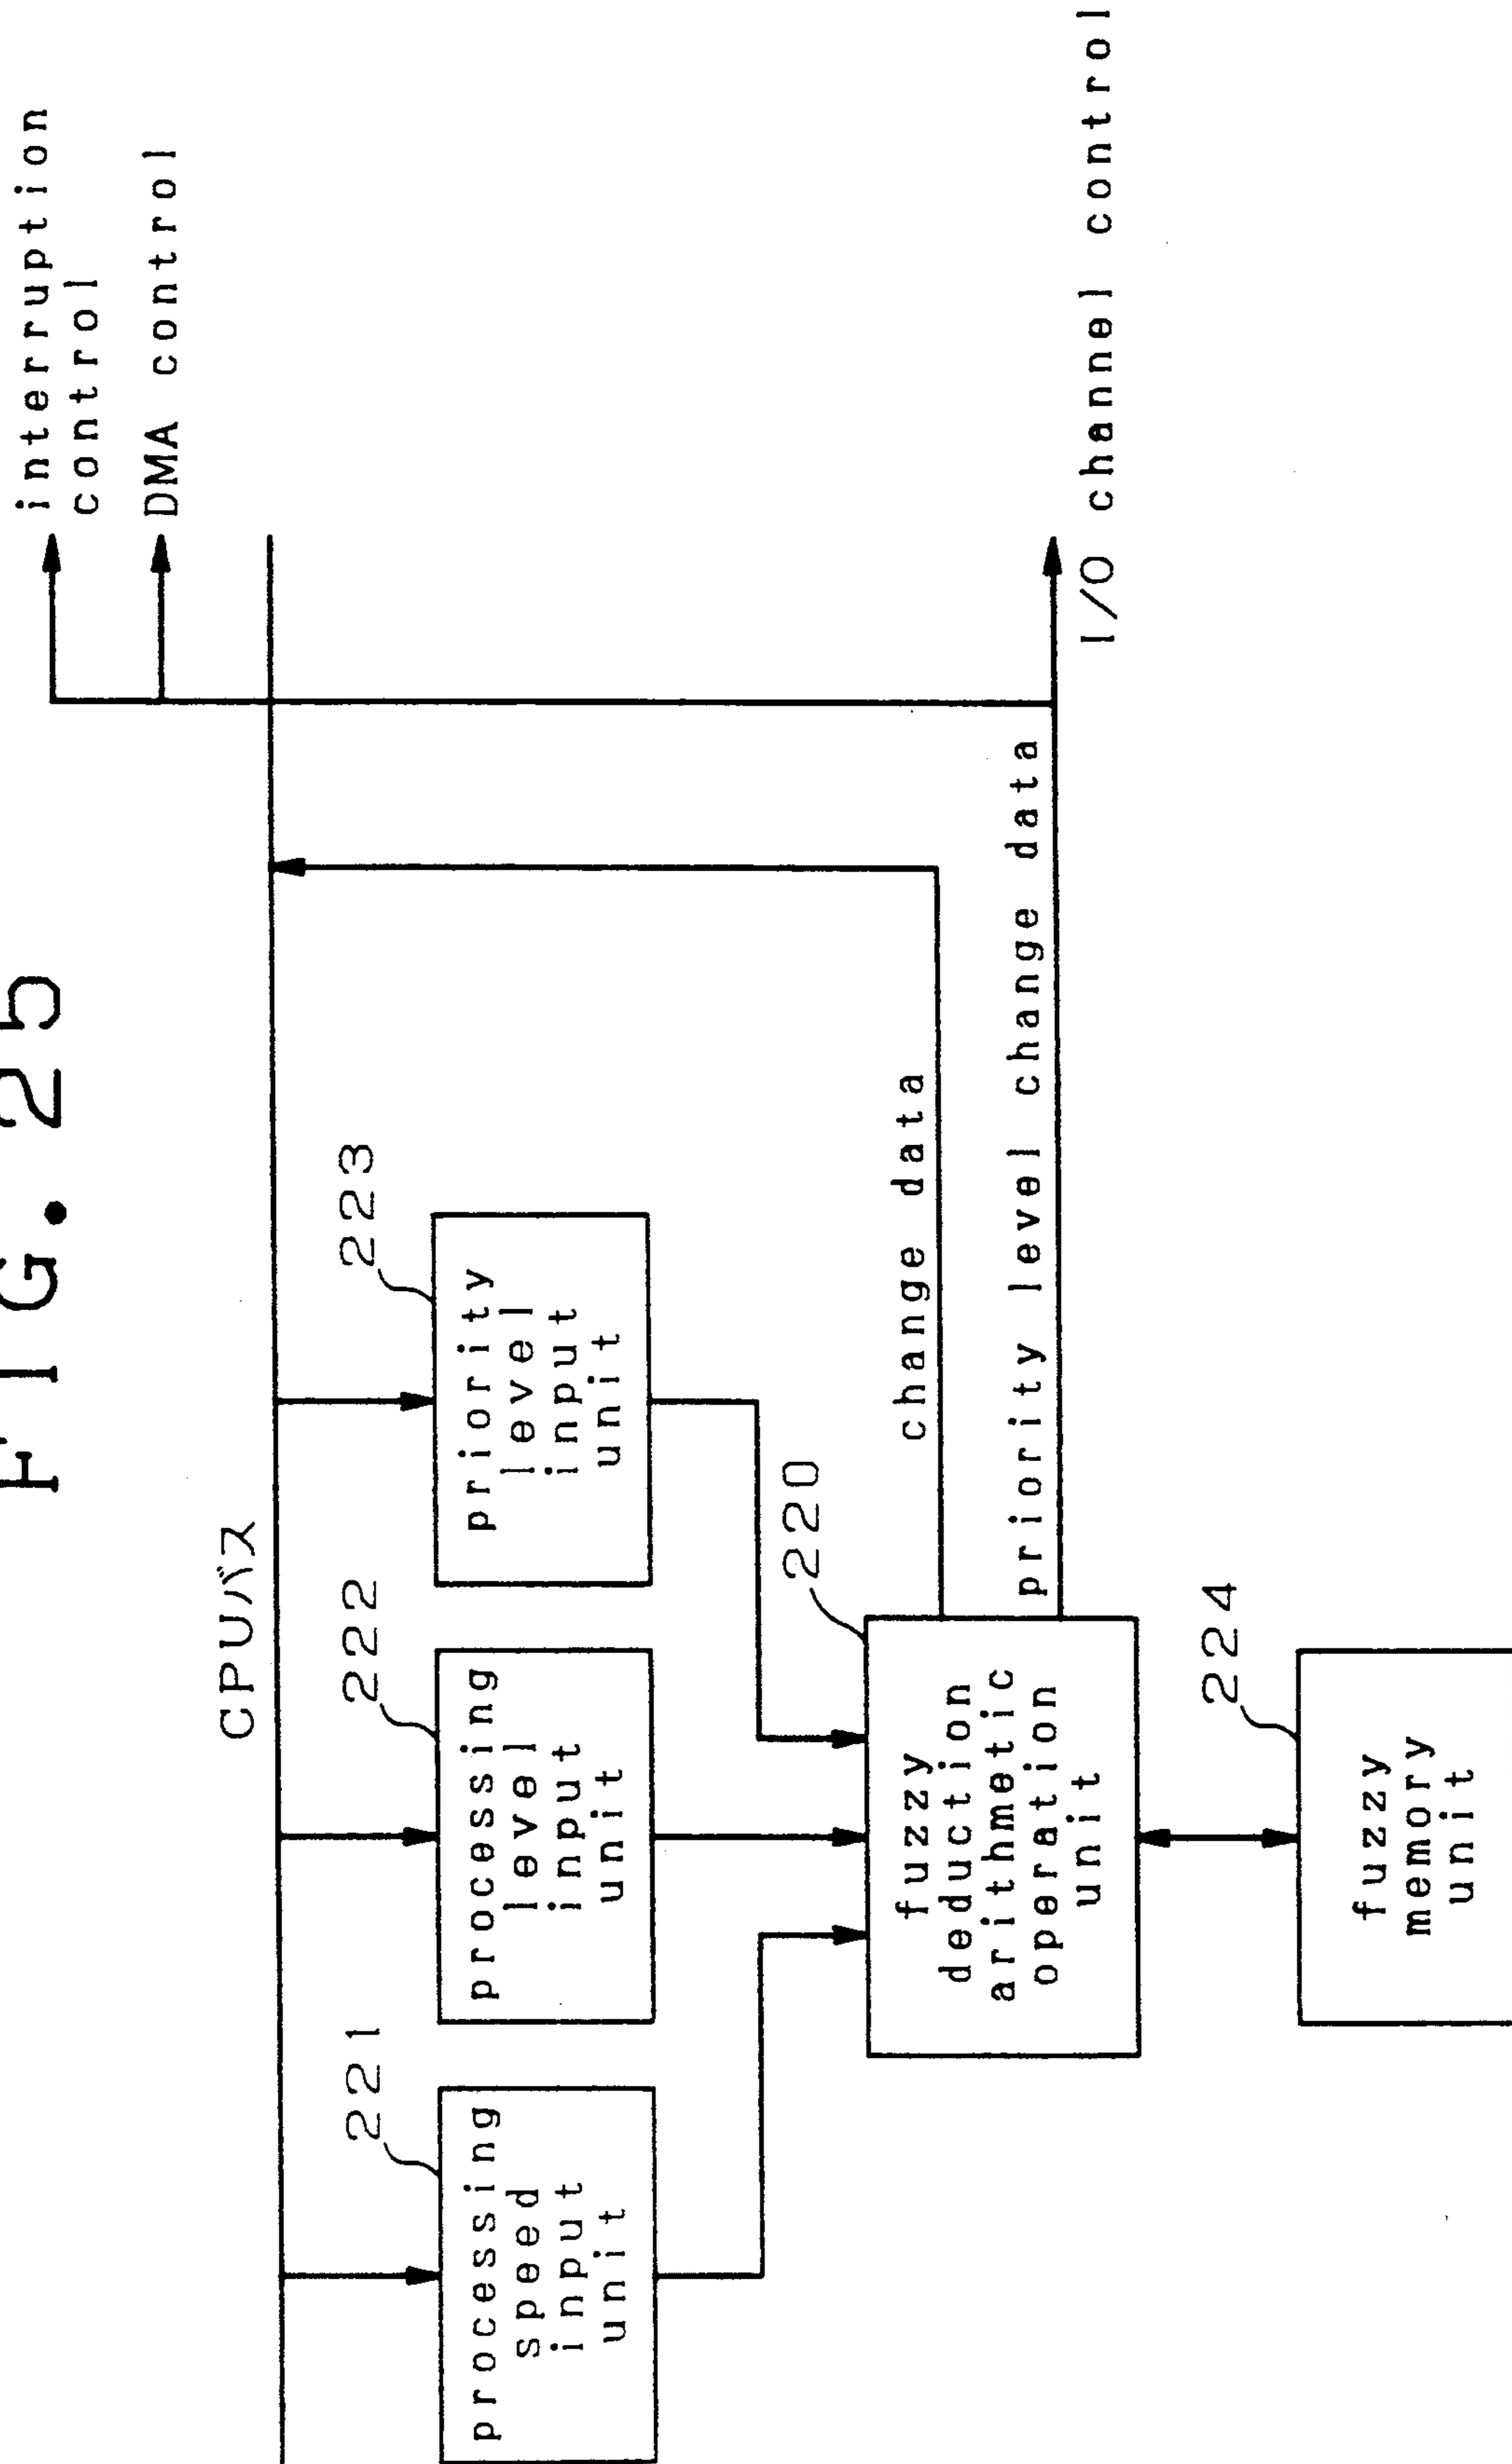 FIG. 25
interruption
control
DMA control
CPUバス
221
222
223
processing
speed
input
unit
processing
level
input
unit
priority
level
input
unit
change data
220
priority level change data
I/O channel control
fuzzy
deduction
arithmetic
operation
unit
224
fuzzy
memory
unit